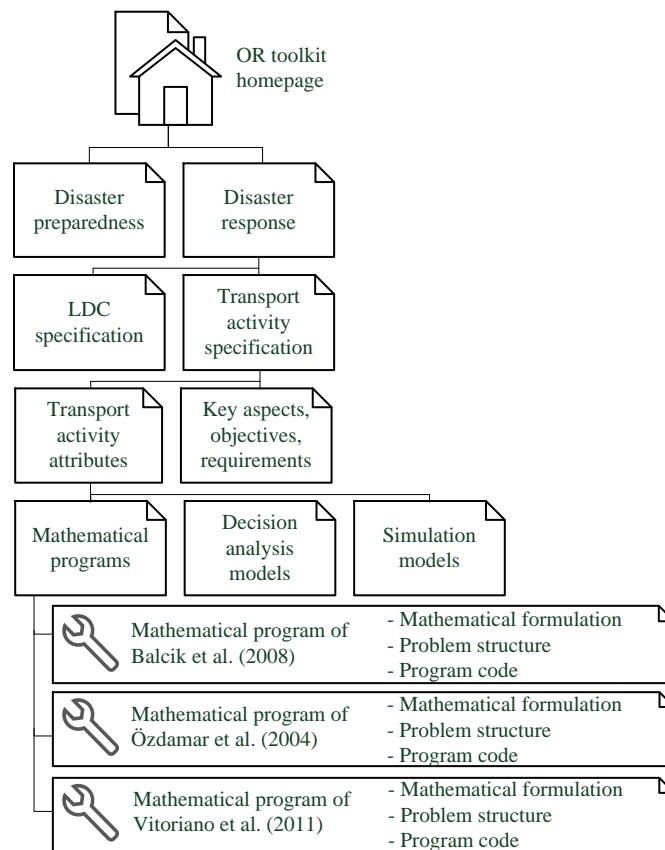 OR toolkit
homepage
Disaster
preparedness
Disaster
response
LDC
specification
Transport
activity
specification
Transport
activity
attributes
Key aspects,
objectives,
requirements
Mathematical
programs
Decision
analysis
models
Simulation
models
Mathematical program of
Balcik et al. (2008)
- Mathematical formulation
- Problem structure
- Program code
Mathematical program of
Özdamar et al. (2004)
- Mathematical formulation
- Problem structure
- Program code
Mathematical program of
Vitoriano et al. (2011)
- Mathematical formulation
- Problem structure
- Program code